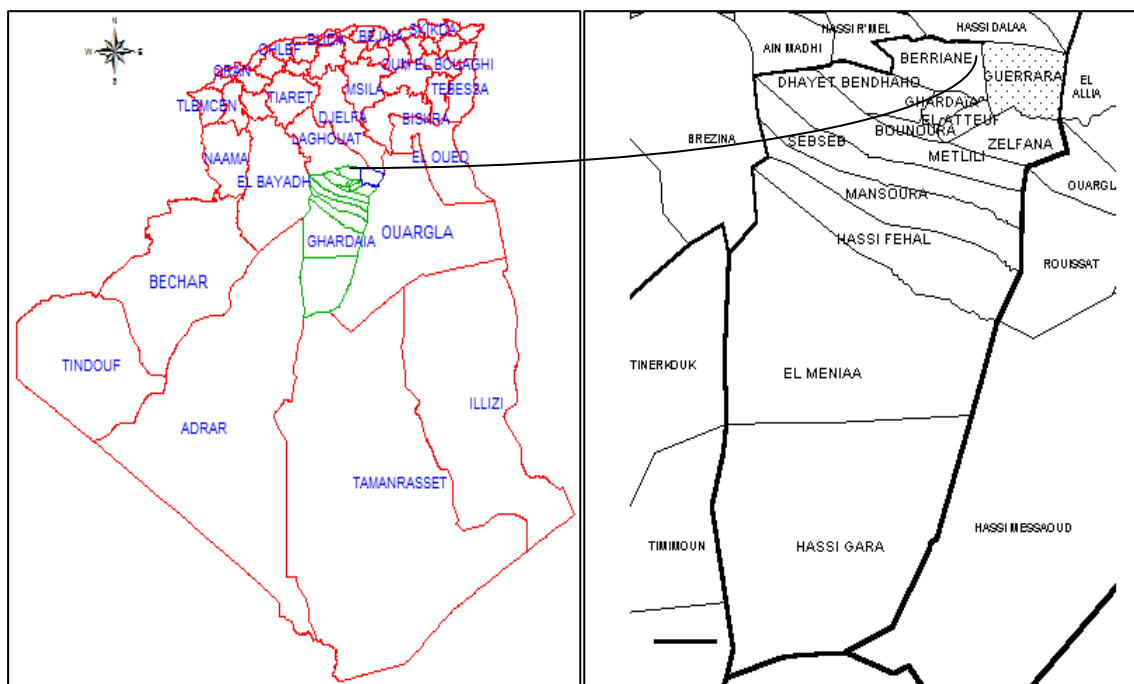 N
W
E
S
SKIKDA
BEJAIA
BLIDA
CHLEF
OUM EL BOUAGHI
ORAN
MSILA
TEBESSA
TIARET
TLEMCEN
DJELFA
BISKRA
LAGHOUAT
NAAMA
EL OUED
EL BAYADH
OUARGLA
GHARDAIA
BECHAR
TINDOUF
ILLIZI
ADRAR
TAMANRASSET
HASSI R'MEL
HASSI DALAA
AIN MADHI
BERRIANE
DHAYET BENDHAHO
GUERRARA
EL
ALLIA
GHARDAÏA
EL ATTEUF
BREZINA
BOUNOURA
SEBSEB
ZELFANA
METLILI
OUARGL
MANSOURA
HASSI FEHAL
ROUISSAT
TINERKOUK
EL MENIAA
HASSI MESSAOUD
TIMIMOUN
HASSI GARA